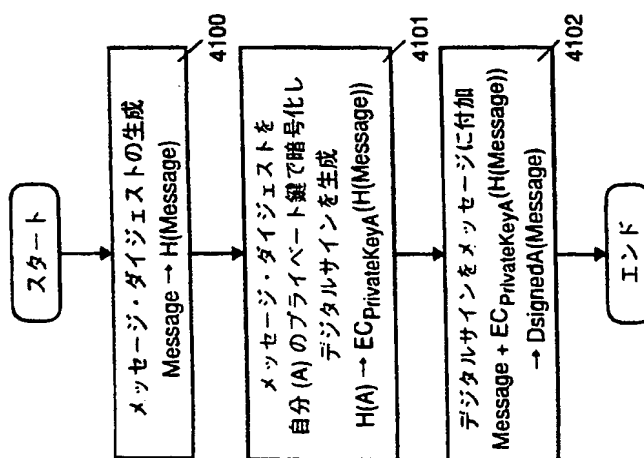 スタート
メッセージ・ダイジェストの生成
Message → H(Message)
4100
メッセージ・ダイジェストを
自分(A)のプライベート鍵で暗号化し
デジタルサインを生成
H(A) → ECPrivateKeyA(H(Message))
4101
デジタルサインをメッセージに付加
Message + ECPrivateKeyA(H(Message))
→ DsignedA(Message)
4102
エンド